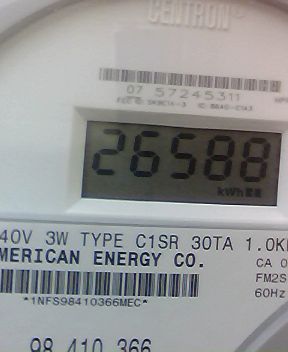 CENTRON
07 57245311
26588
kWh
40V 3W TYPE C1SR 30TA 1.0K
MERICAN ENERGY CO.
CA 0
FM2S
60Hz
*1NFS98410366MEC*
98 410 366